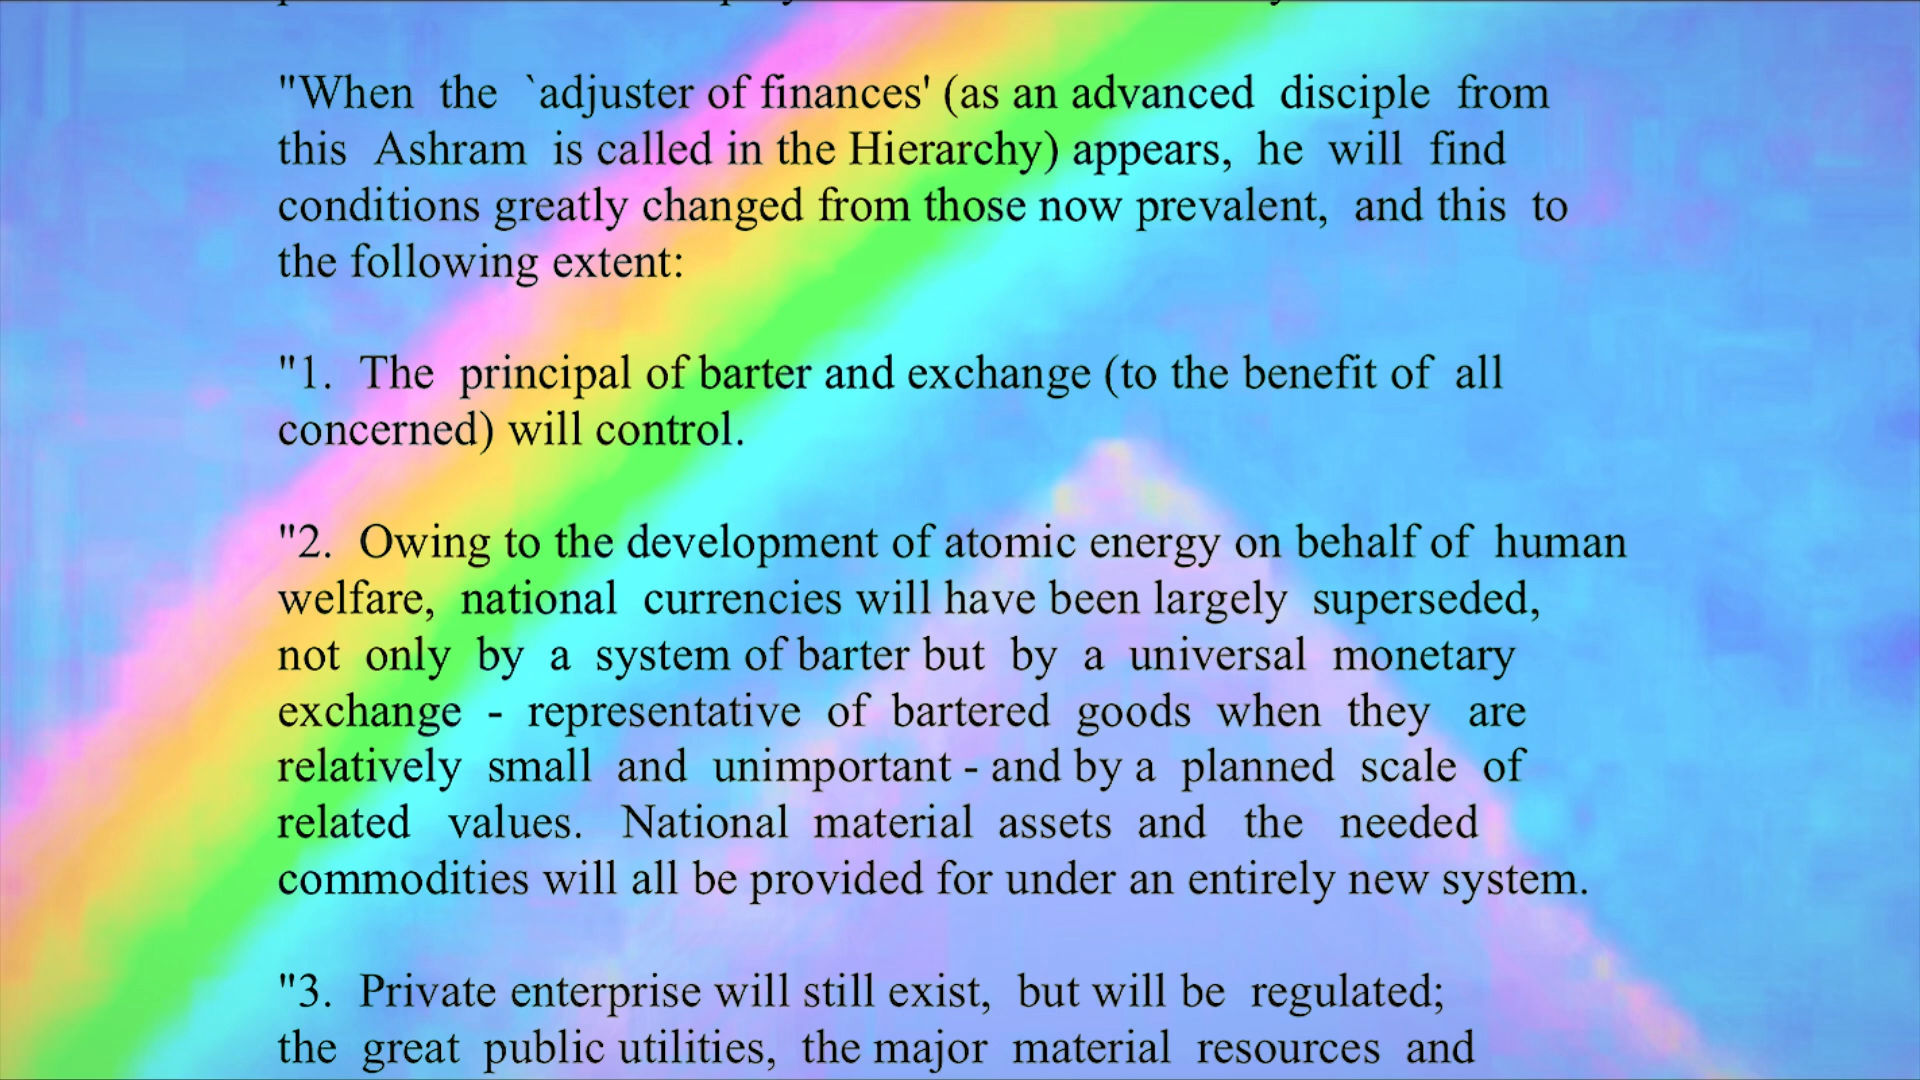 "When the `adjuster of finances' (as an advanced disciple from
this Ashram is called in the Hierarchy) appears, he will find
conditions greatly changed from those now prevalent, and this to
the following extent:
"1. The principal of barter and exchange (to the benefit of all
concerned) will control.
"2. Owing to the development of atomic energy on behalf of human
welfare, national currencies will have been largely superseded,
not only by a system of barter but by a universal monetary
exchange - representative of bartered goods when they are
relatively small and unimportant - and by a planned scale of
related values. National material assets and the needed
commodities will all be provided for under an entirely new system.
"3. Private enterprise will still exist, but will be regulated;
the great public utilities, the major material resources and